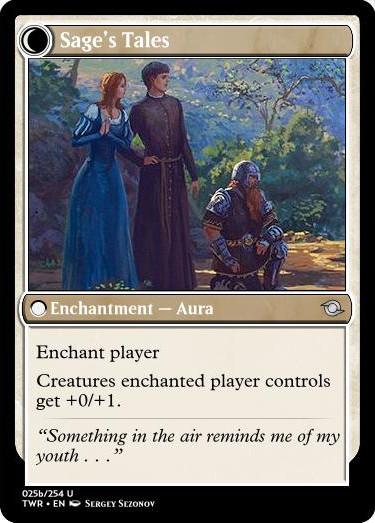 Sage's Tales
Enchantment — Aura
Enchant player
Creatures enchanted player controls
get +0/+1.
“Something in the air reminds me of my
youth . . .”
025b/254 U
TWR • EN Sergey Sezonov